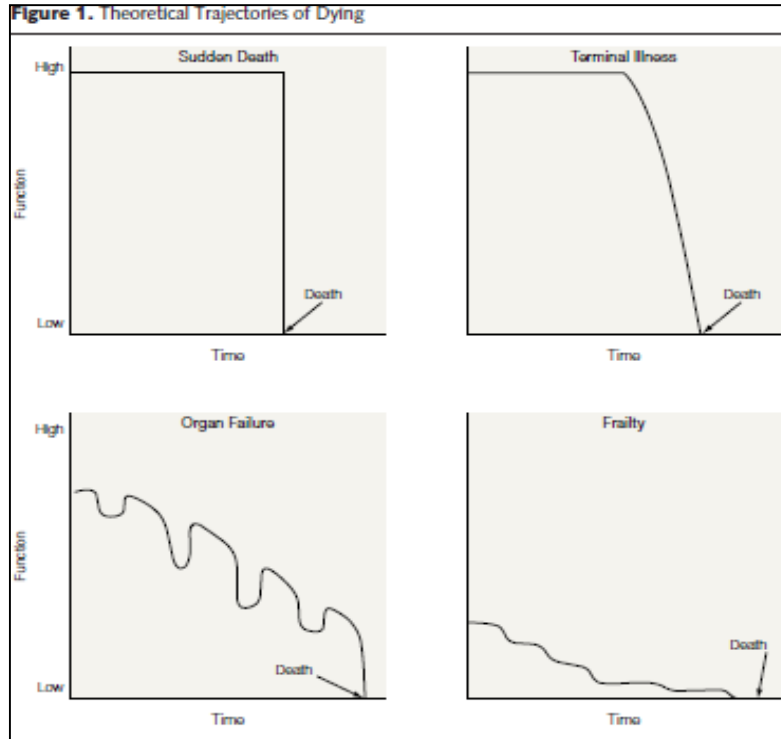 Figure 1. Theoretical Trajectories of Dying
Sudden Death
High
Function
Low
Death
Time
Terminal Illness
Death
Time
Organ Failure
High
Function
Low
Death
Time
Frailty
Death
Time